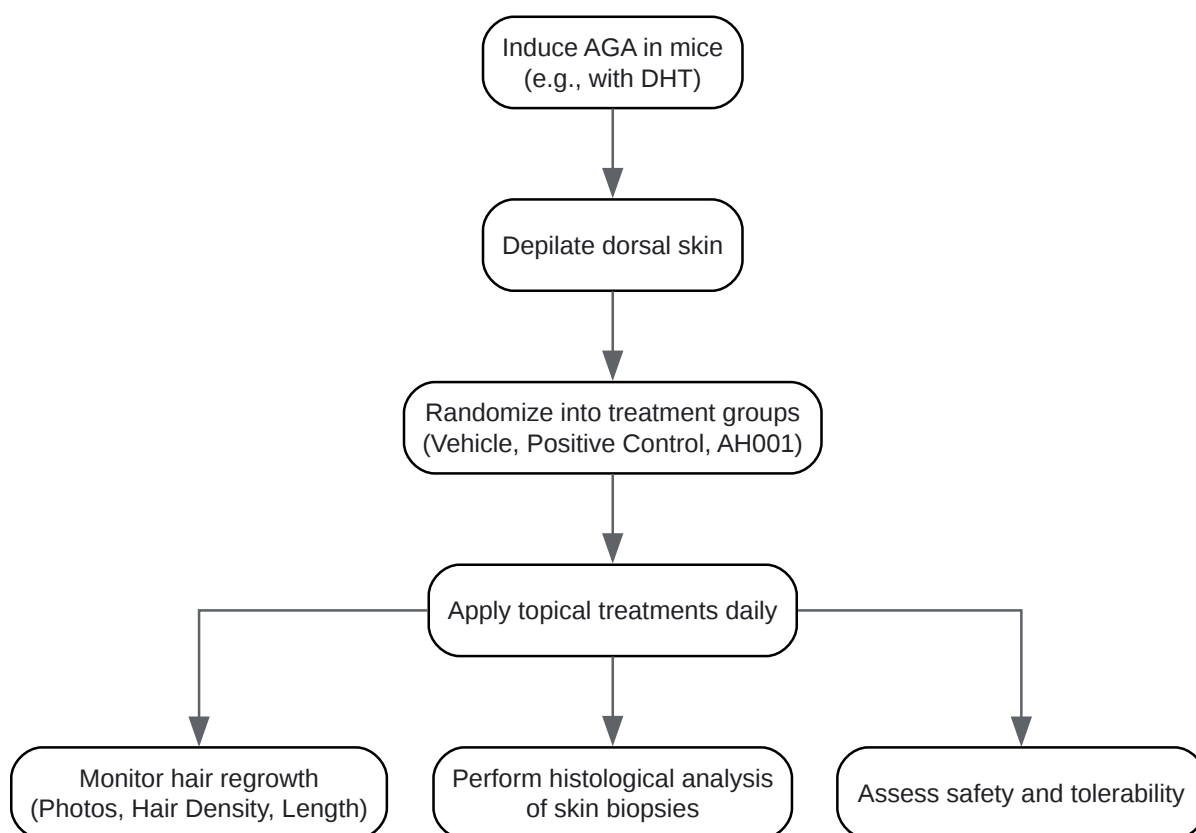 Induce AGA in mice
(e.g., with DHT)
Depilate dorsal skin
Randomize into treatment groups
(Vehicle, Positive Control, AH001)
Apply topical treatments daily
Monitor hair regrowth
(Photos, Hair Density, Length)
Perform histological analysis
of skin biopsies
Assess safety and tolerability